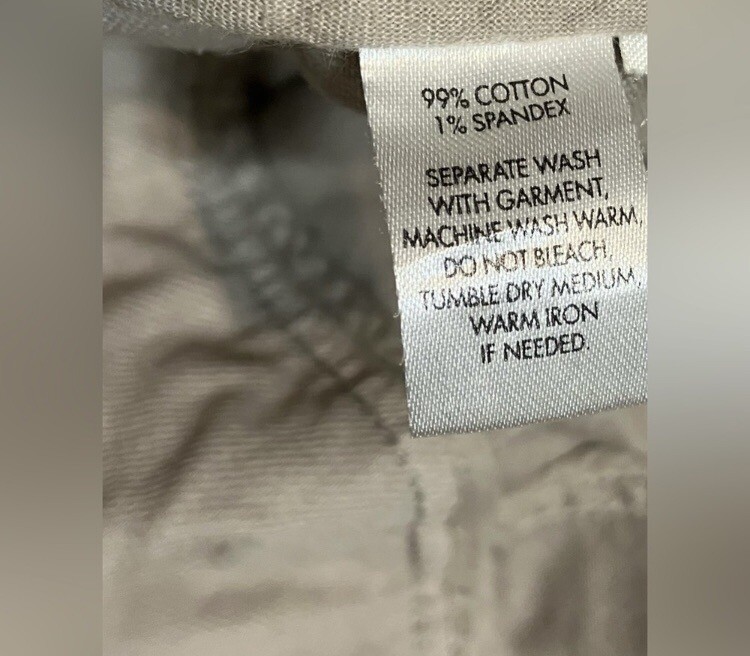 99% COTTON
1% SPANDEX
SEPARATE WASH
WITH GARMENT,
MACHINE WASH WARM,
DO NOT BLEACH,
TUMBLE DRY MEDIUM,
WARM IRON
IF NEEDED.